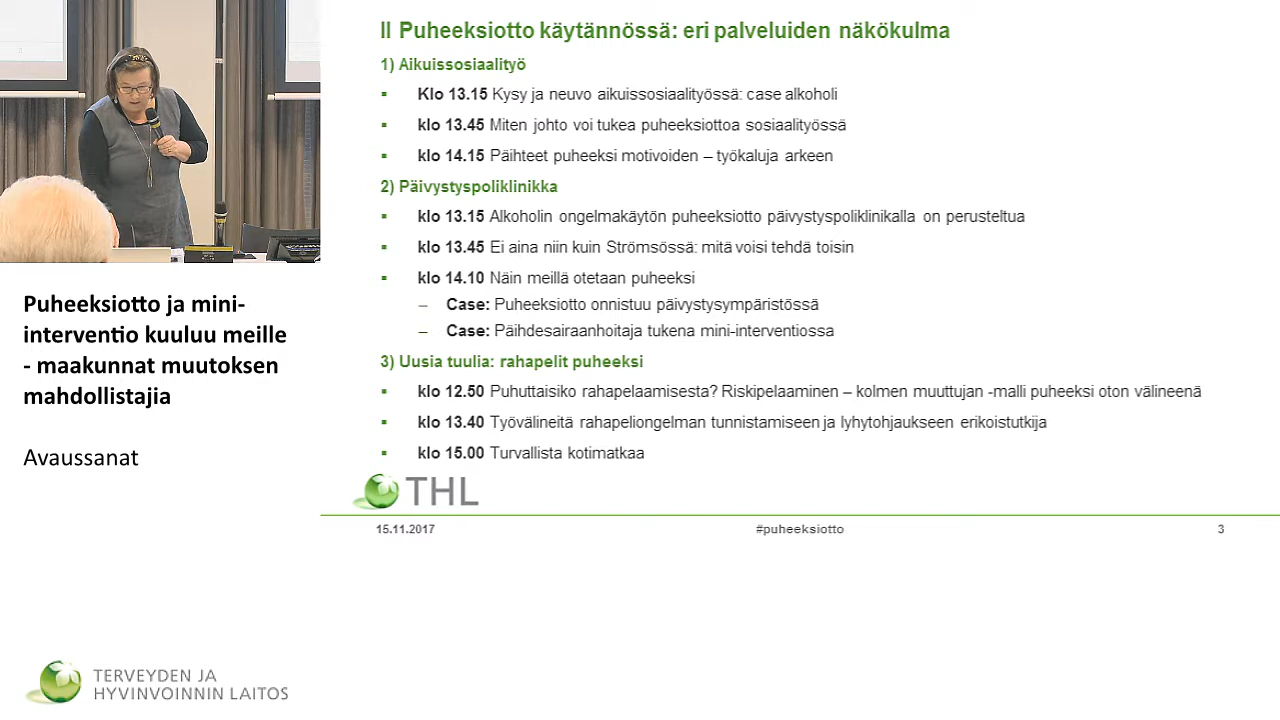 II Puheeksiotto käytännössä: eri palveluiden näkökulma
1) Aikuissosiaalityö
▪ Klo 13.15 Kysy ja neuvo aikuissosiaalityössä: case alkoholi
▪ klo 13.45 Miten johto voi tukea puheeksiottoa sosiaalityössä
▪ klo 14.15 Päihteet puheeksi motivoiden – työkaluja arkeen
2) Päivystyspoliklinikka
▪ klo 13.15 Alkoholin ongelmakäytön puheeksiotto päivystyspoliklinikalla on perusteltua
▪ klo 13.45 Ei aina niin kuin Strömsössä: mitä voisi tehdä toisin
▪ klo 14.10 Näin meillä otetaan puheeksi
– Case: Puheeksiotto onnistuu päivystysympäristössä
– Case: Päihdesairaanhoitaja tukena mini-interventiossa
3) Uusia tuulia: rahapelit puheeksi
▪ klo 12.50 Puhuttaisiko rahapelaamisesta? Riskipelaaminen – kolmen muuttujan -malli puheeksi oton välineenä
▪ klo 13.40 Työvälineitä rahapeliongelman tunnistamiseen ja lyhytohjaukseen erikoistutkija
▪ klo 15.00 Turvallista kotimatkaa
THL
15.11.2017 #puheeksiotto 3
Puheeksiotto ja mini-
interventio kuuluu meille
- maakunnat muutoksen
mahdollistajia
Avaussanat
TERVEYDEN JA
HYVINVOINNIN LAITOS